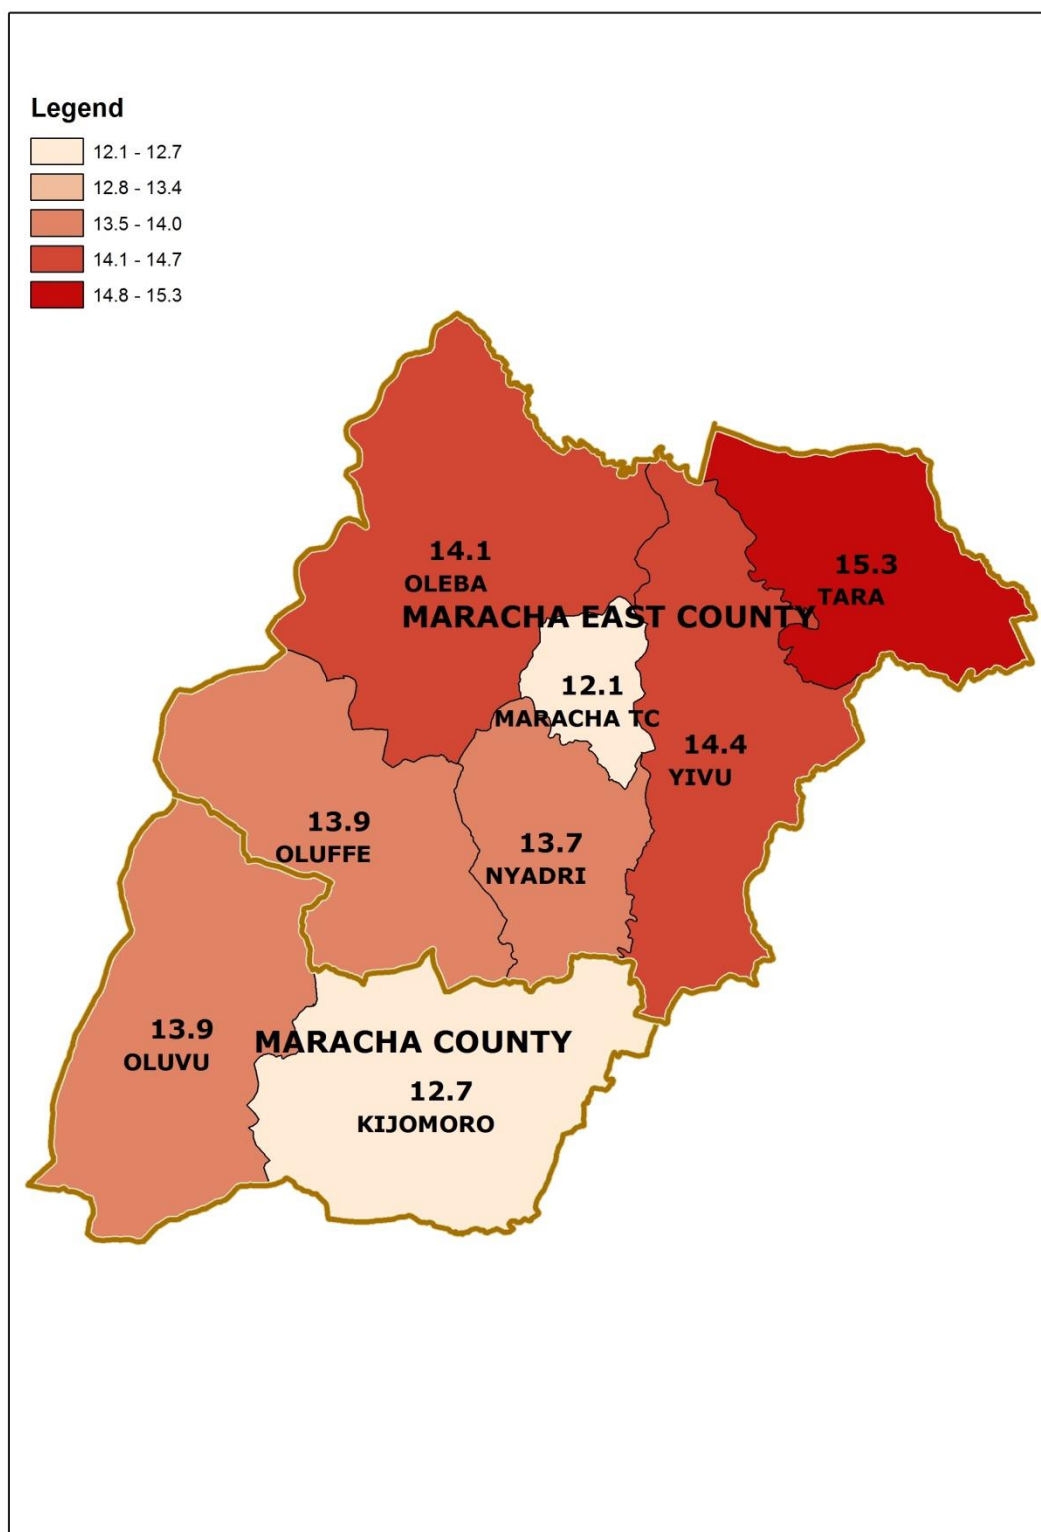 Legend
12.1 - 12.7
12.8 - 13.4
13.5 - 14.0
14.1 - 14.7
14.8 - 15.3
14.1
OLEBA
15.3
TARA
MARACHA EAST COUNTY
12.1
MARACHA TC
14.4
YIVU
13.9
OLUFFE
13.7
NYADRI
13.9
OLUVU
MARACHA COUNTY
12.7
KIJOMORO